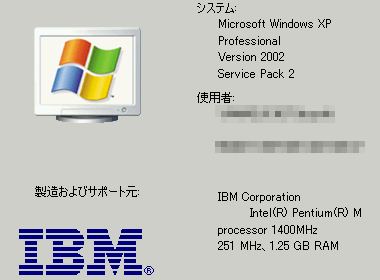 システム:
Microsoft Windows XP
Professional
Version 2002
Service Pack 2
使用者:
製造およびサポート元:
IBM Corporation
Intel(R) Pentium(R) M
processor 1400MHz
251 MHz、1.25 GB RAM
IBM®